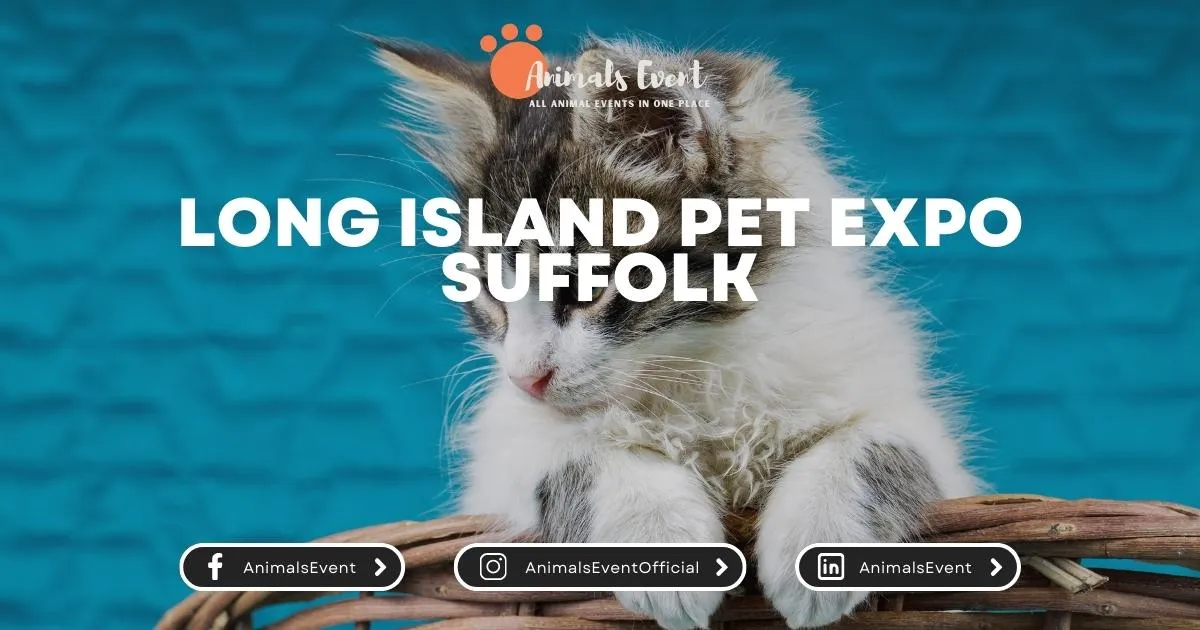 Animals Event
ALL ANIMAL EVENTS IN ONE PLACE
LONG ISLAND PET EXPO
SUFFOLK
AnimalsEvent
AnimalsEventOfficial
AnimalsEvent